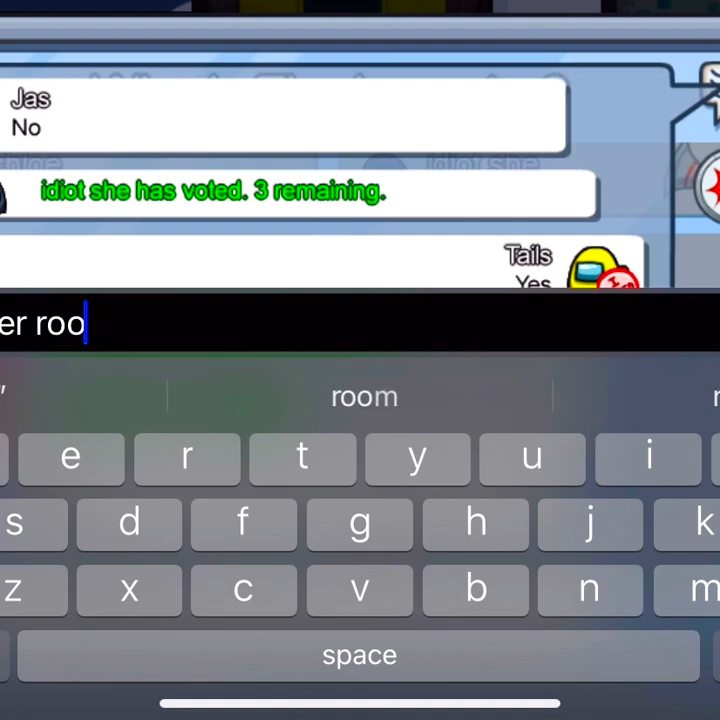 Jas
No
idiot she has voted. 3 remaining.
Tails
Yes
er roo
room
e r t y u i
s d f g h j k
z x c v b n m
space